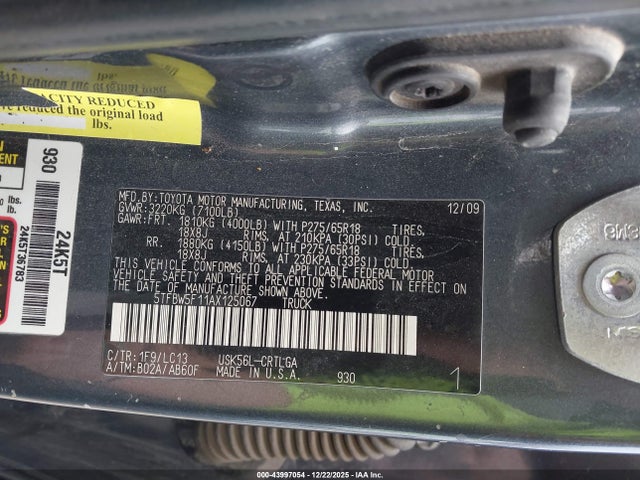 CITY REDUCED
reduced the original load
lbs.
930
2445736783
24K5T
MFD.BY:TOYOTA MOTOR MANUFACTURING, TEXAS, INC. 12/09
GVWR:3220KG (7100LB)
GAWR:FRT. 1810KG (4000LB) WITH P275/65R18 TIRES.
18X8J RIMS, AT 210KPA (30PSI) COLD.
RR. 1880KG (4150LB) WITH P275/65R18 TIRES.
18X8J RIMS, AT 230KPA (33PSI) COLD.
THIS VEHICLE CONFORMS TO ALL APPLICABLE FEDERAL MOTOR
VEHICLE SAFETY AND THEFT PREVENTION STANDARDS IN EFFECT ON
THE DATE OF MANUFACTURE SHOWN ABOVE.
5TFBW5F11AX125067 TRUCK
C/TR: 1F9/LC13 USK56L-CRTLGA
A/TM:B02A/AB60F MADE IN U.S.A. 930 1
000-43997054 - 12/22/2025 - IAA Inc.